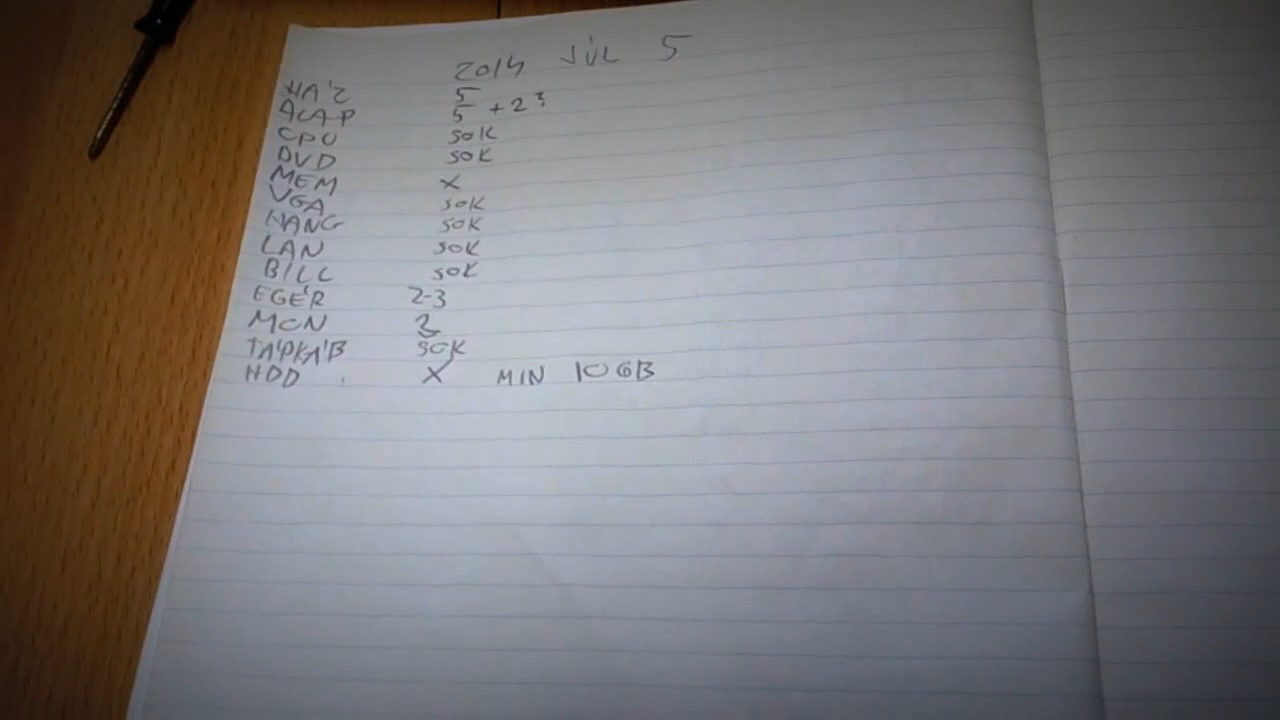 2014 JÚL 5
HÁZ 5
ALAP 5 + 2?
CPU SOK
DVD SOK
MEM X
VGA SOK
HANG SOK
LAN SOK
BILL SOK
EGÉR 2-3
MON 2
TÁPKÁB SOK
HDD X MIN 10GB